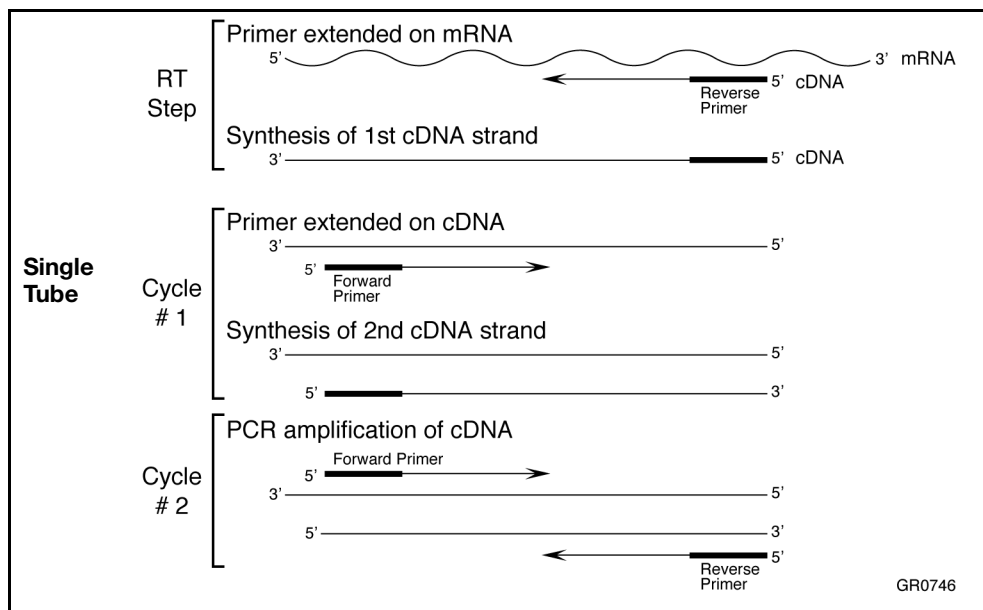 Primer extended on mRNA
5’
3’ mRNA
RT
Step
5’ cDNA
Reverse
Primer
Synthesis of 1st cDNA strand
3’
5’ cDNA
Single
Tube
Primer extended on cDNA
3’
5’
5’
Forward
Primer
Cycle
# 1
Synthesis of 2nd cDNA strand
3’
5’
5’
3’
PCR amplification of cDNA
Forward Primer
5’
Cycle
# 2
3’
5’
5’
3’
5’
Reverse
Primer
GR0746